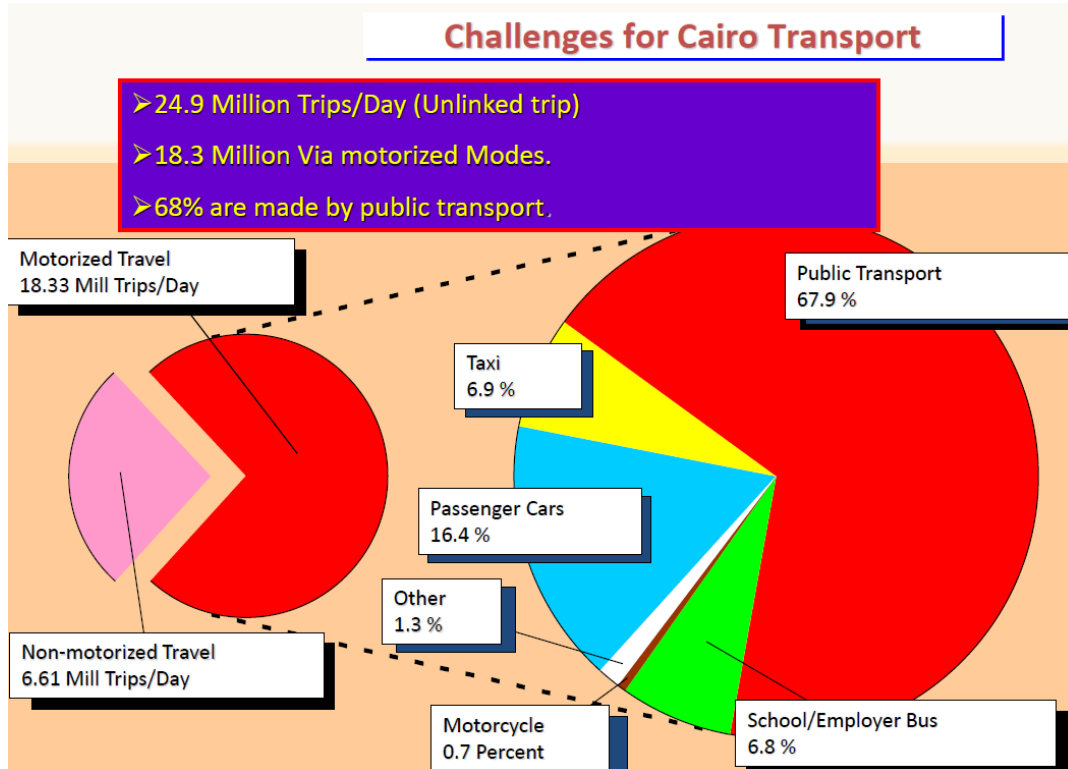 Challenges for Cairo Transport
➢24.9 Million Trips/Day (Unlinked trip)
➢18.3 Million Via motorized Modes.
➢68% are made by public transport.
Motorized Travel
18.33 Mill Trips/Day
Public Transport
67.9 %
Taxi
6.9 %
Passenger Cars
16.4 %
Other
1.3 %
Non-motorized Travel
6.61 Mill Trips/Day
Motorcycle
0.7 Percent
School/Employer Bus
6.8 %